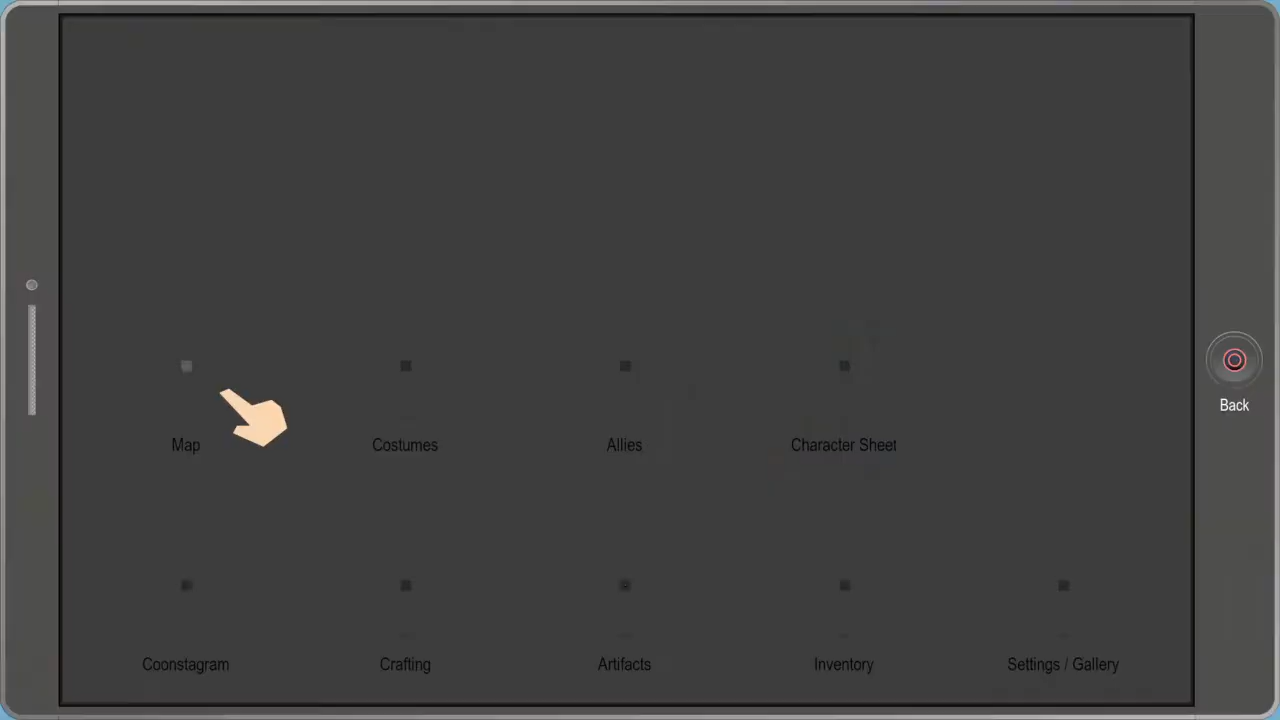 Back
Map
Costumes
Allies
Character Sheet
Coonstagram
Crafting
Artifacts
Inventory
Settings / Gallery